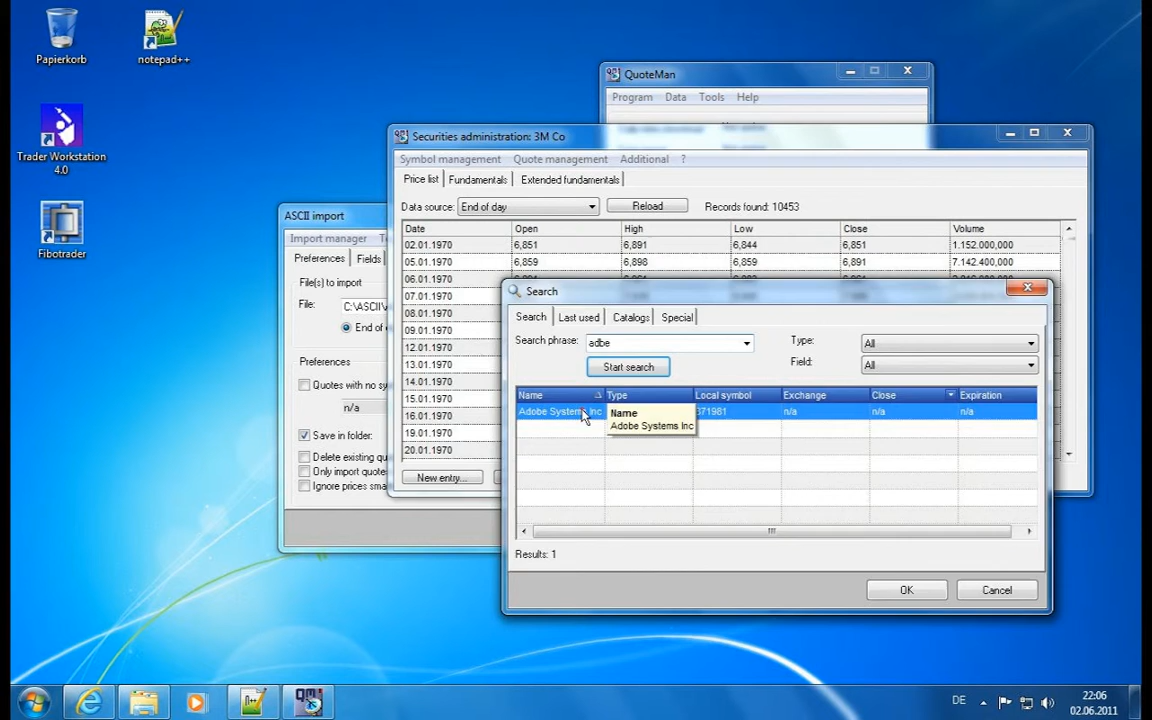 Papierkorb
notepad++
Trader Workstation
4.0
Fibotrader
QuoteMan
Program Data Tools Help
Securities administration: 3M Co
Symbol management Quote management Additional ?
Price list Fundamentals Extended fundamentals
Data source: End of day Reload Records found: 10453
Date Open High Low Close Volume
02.01.1970 6,851 6,891 6,844 6,851 1.152.000,000
05.01.1970 6,859 6,898 6,859 6,891 7.142.400,000
06.01.1970
07.01.1970
08.01.1970
09.01.1970
12.01.1970
13.01.1970
14.01.1970
15.01.1970
16.01.1970
19.01.1970
20.01.1970
New entry...
ASCII import
Import manager
Preferences Fields
File(s) to import
File: C:\ASCII\
End of
Preferences
Quotes with no sy
n/a
Save in folder:
Delete existing qu
Only import quote
Ignore prices sma
Search
Search Last used Catalogs Special
Search phrase: adbe Type: All
Start search Field: All
Name Type Local symbol Exchange Close Expiration
Adobe Systems Inc 871981 n/a n/a n/a
Name
Adobe Systems Inc
Results: 1
OK Cancel
DE 22:06
02.06.2011